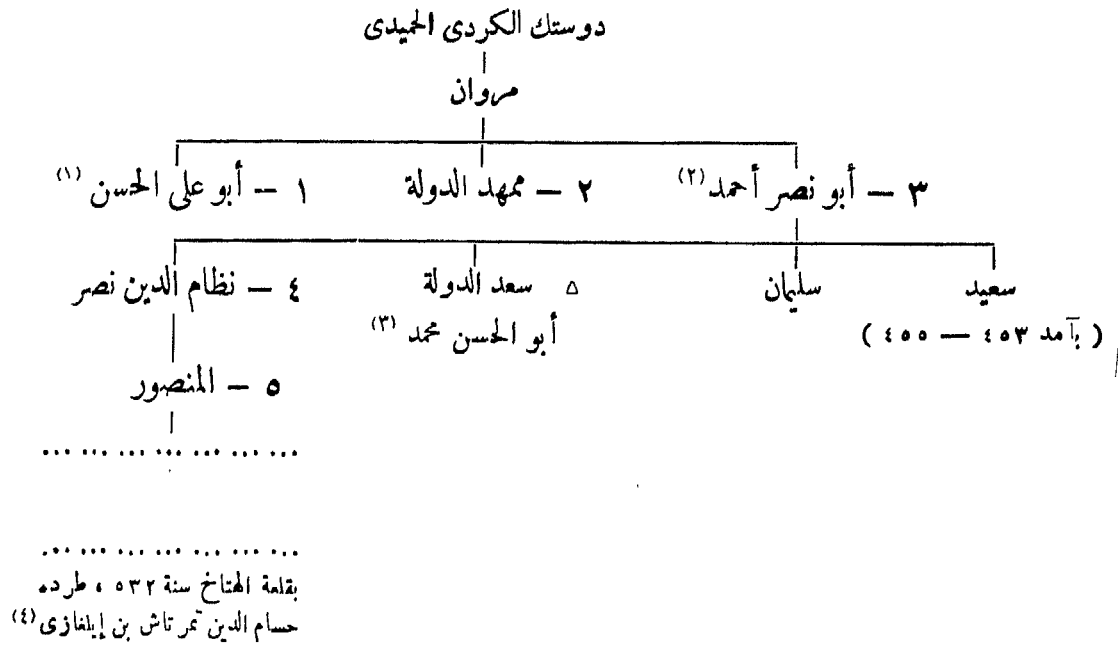 دوستك الكردى الحميدى
مروان
٣ — أبو نصر أحمد (٢) ٢ — ممهد الدولة ١ — أبو على الحسن (١)
سعيد سليمان △ سعد الدولة ٤ — نظام الدين نصر
( بآمد ٤٥٣ — ٤٥٥ ) أبو الحسن محمد (٣)
٥ — المنصور
... ... ... ... ... ... ...
... ... ... ... ... ... ...
بقلعة الهتاخ سنة ٥٣٢ ، طرده
حسام الدين تمرتاش بن إيلغازى (٤)